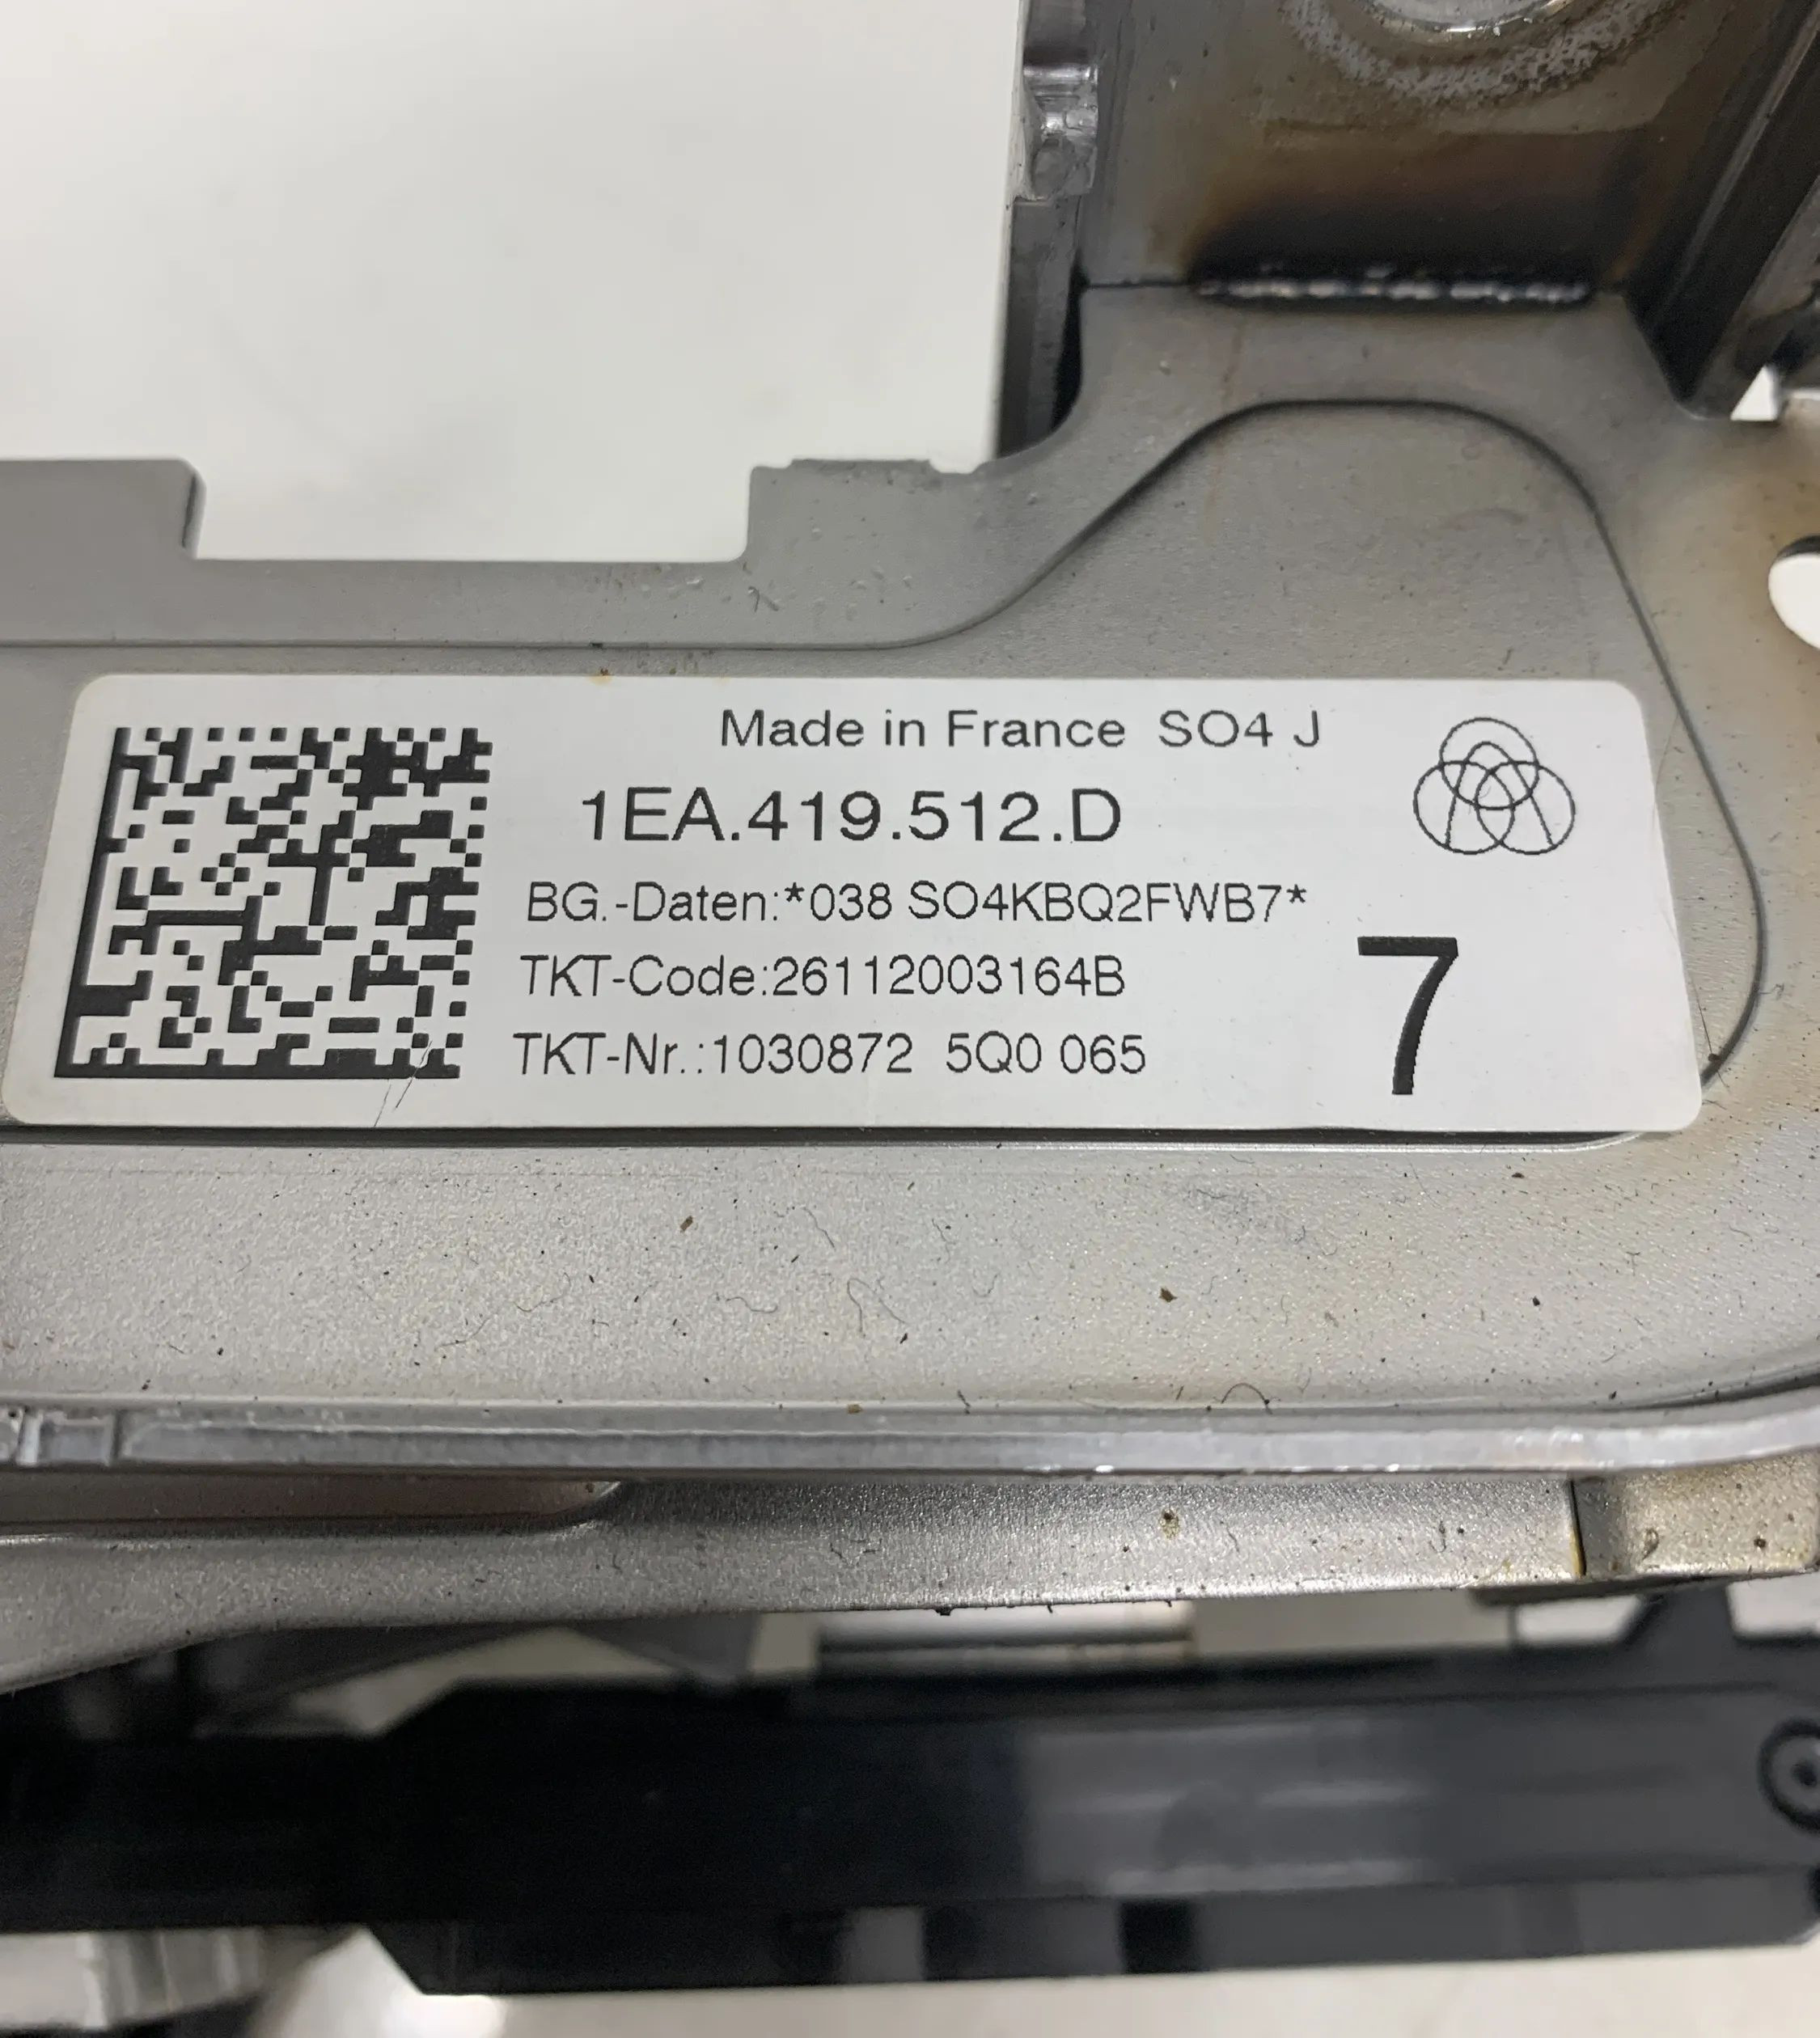 Made in France SO4 J
1EA.419.512.D
BG.-Daten:*038 SO4KBQ2FWB7*
TKT-Code:26112003164B
TKT-Nr.:1030872 5Q0 065
7